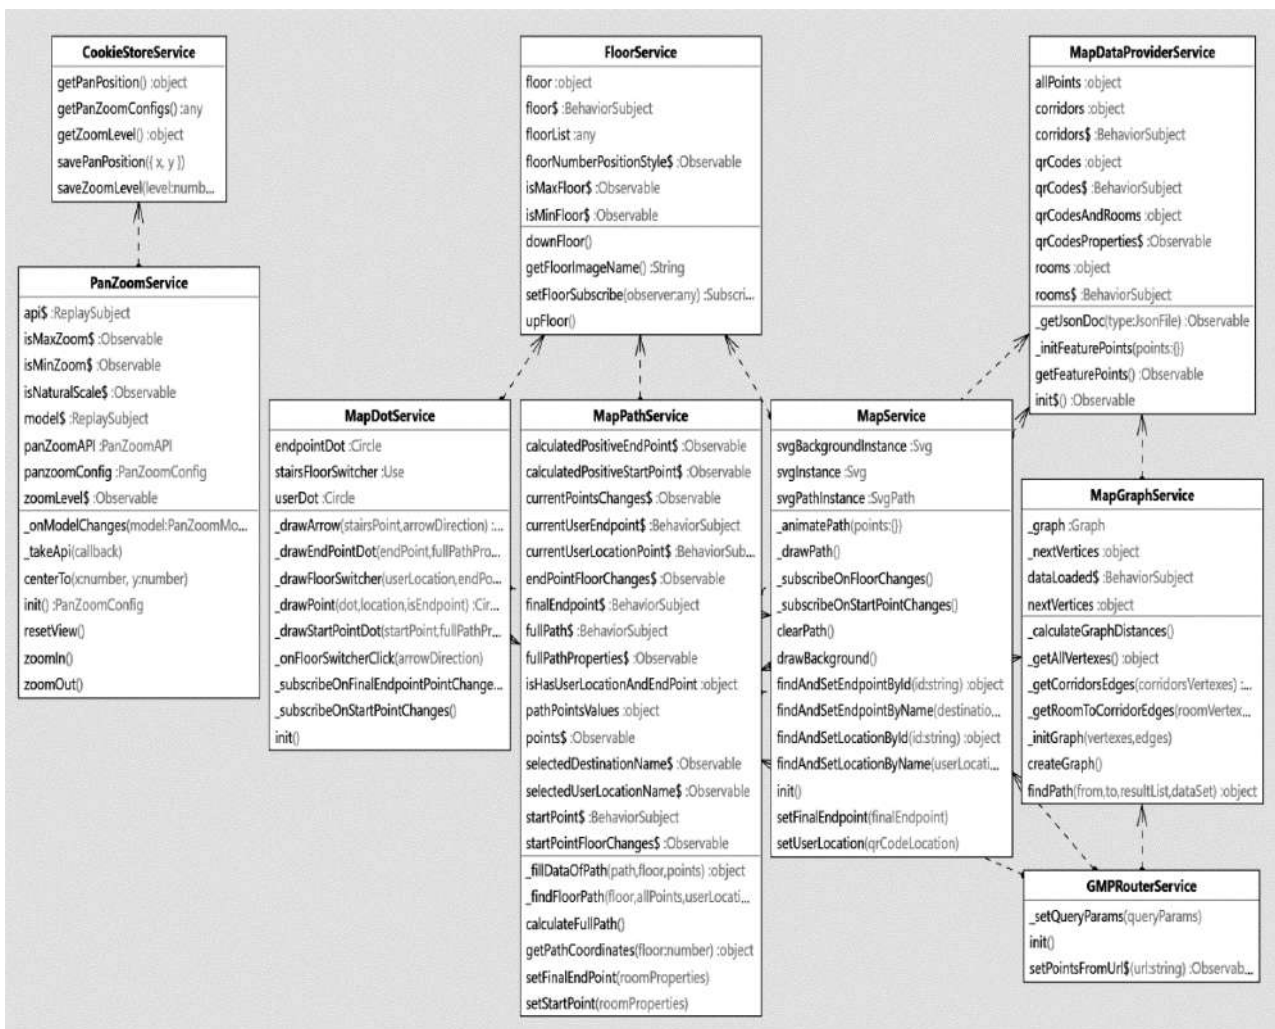 CookieStoreService
getPanPosition() :object
getPanZoomConfigs() :any
getZoomLevel() :object
savePanPosition({ x, y })
saveZoomLevel(level:numb...
PanZoomService
api$ :ReplaySubject
isMaxZoom$ :Observable
isMinZoom$ :Observable
isNaturalScale$ :Observable
model$ :ReplaySubject
panZoomAPI :PanZoomAPI
panzoomConfig :PanZoomConfig
zoomLevel$ :Observable
_onModelChanges(model:PanZoomMo...
_takeApi(callback)
centerTo(x:number, y:number)
init() :PanZoomConfig
resetView()
zoomIn()
zoomOut()
FloorService
floor :object
floor$ :BehaviorSubject
floorList :any
floorNumberPositionStyle$ :Observable
isMaxFloor$ :Observable
isMinFloor$ :Observable
downFloor()
getFloorImageName() :String
setFloorSubscribe(observer:any) :Subscri...
upFloor()
MapDotService
endpointDot :Circle
stairsFloorSwitcher :Use
userDot :Circle
_drawArrow(stairsPoint,arrowDirection) :...
_drawEndPointDot(endPoint,fullPathPro...
_drawFloorSwitcher(userLocation,endPo...
_drawPoint(dot,location,isEndpoint) :Cir...
_drawStartPointDot(startPoint,fullPathPr...
_onFloorSwitcherClick(arrowDirection)
_subscribeOnFinalEndpointPointChange...
_subscribeOnStartPointChanges()
init()
MapPathService
calculatedPositiveEndPoint$ :Observable
calculatedPositiveStartPoint$ :Observable
currentPointsChanges$ :Observable
currentUserEndpoint$ :BehaviorSubject
currentUserLocationPoint$ :BehaviorSub...
endPointFloorChanges$ :Observable
finalEndpoint$ :BehaviorSubject
fullPath$ :BehaviorSubject
fullPathProperties$ :Observable
isHasUserLocationAndEndPoint :object
pathPointsValues :object
points$ :Observable
selectedDestinationName$ :Observable
selectedUserLocationName$ :Observable
startPoint$ :BehaviorSubject
startPointFloorChanges$ :Observable
_fillDataOfPath(path,floor,points) :object
_findFloorPath(floor,allPoints,userLocati...
calculateFullPath()
getPathCoordinates(floor:number) :object
setFinalEndPoint(roomProperties)
setStartPoint(roomProperties)
MapService
svgBackgroundInstance :Svg
svgInstance :Svg
svgPathInstance :SvgPath
_animatePath(points:{})
_drawPath()
_subscribeOnFloorChanges()
_subscribeOnStartPointChanges()
clearPath()
drawBackground()
findAndSetEndpointById(id:string) :object
findAndSetEndpointByName(destinatio...
findAndSetLocationById(id:string) :object
findAndSetLocationByName(userLocati...
init()
setFinalEndpoint(finalEndpoint)
setUserLocation(qrCodeLocation)
MapDataProviderService
allPoints :object
corridors :object
corridors$ :BehaviorSubject
qrCodes :object
qrCodes$ :BehaviorSubject
qrCodesAndRooms :object
qrCodesProperties$ :Observable
rooms :object
rooms$ :BehaviorSubject
_getJsonDoc(type:JsonFile) :Observable
_initFeaturePoints(points:{})
getFeaturePoints() :Observable
init$() :Observable
MapGraphService
_graph :Graph
_nextVertices :object
dataLoaded$ :BehaviorSubject
nextVertices :object
_calculateGraphDistances()
_getAllVertexes() :object
_getCorridorsEdges(corridorsVertexes) :...
_getRoomToCorridorEdges(roomVertex...
_initGraph(vertexes,edges)
createGraph()
findPath(from,to,resultList,dataSet) :object
GMPRouterService
_setQueryParams(queryParams)
init()
setPointsFromUrl$(url:string) :Observab...